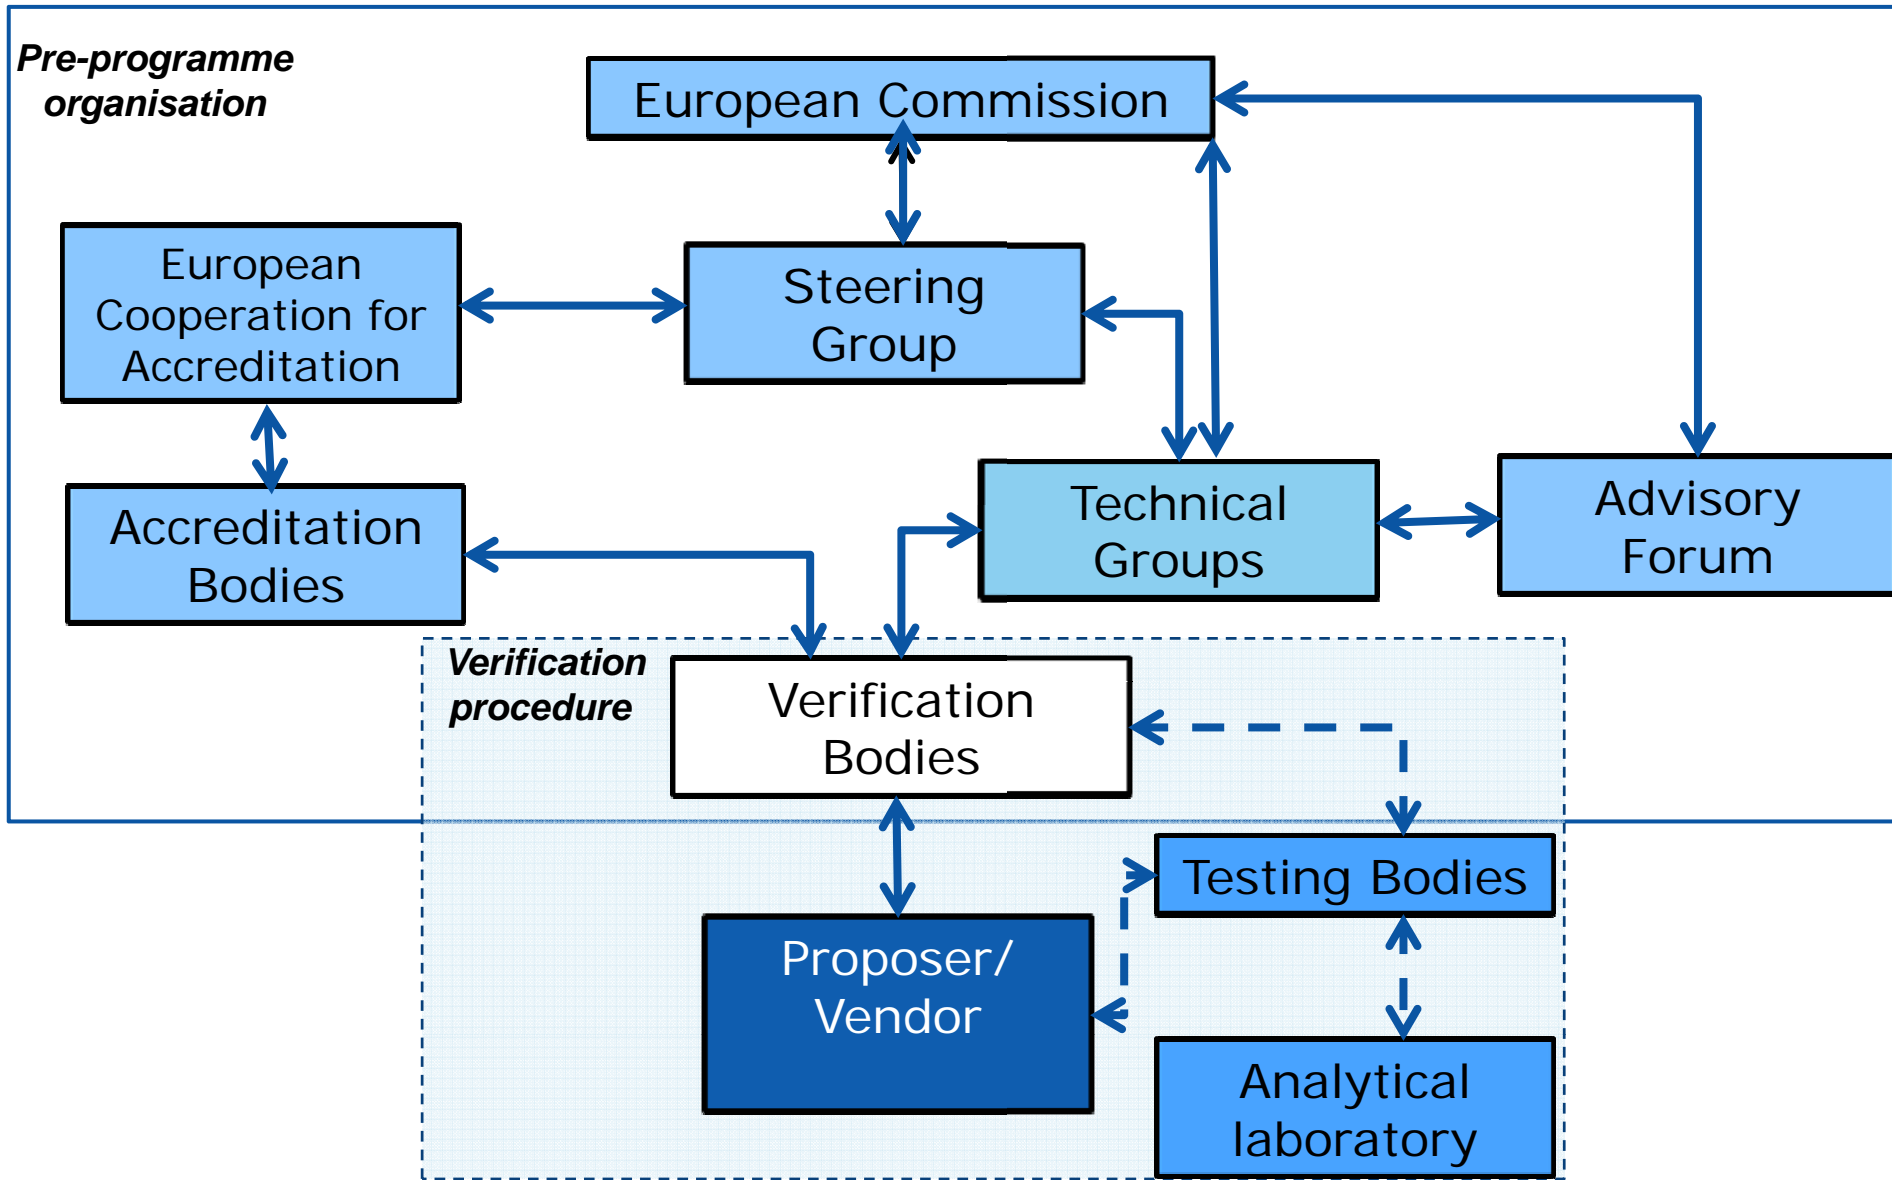 Pre-programme
organisation
European Commission
European
Cooperation for
Accreditation
Steering
Group
Accreditation
Bodies
Technical
Groups
Advisory
Forum
Verification
procedure
Verification
Bodies
Testing Bodies
Proposer/
Vendor
Analytical
laboratory